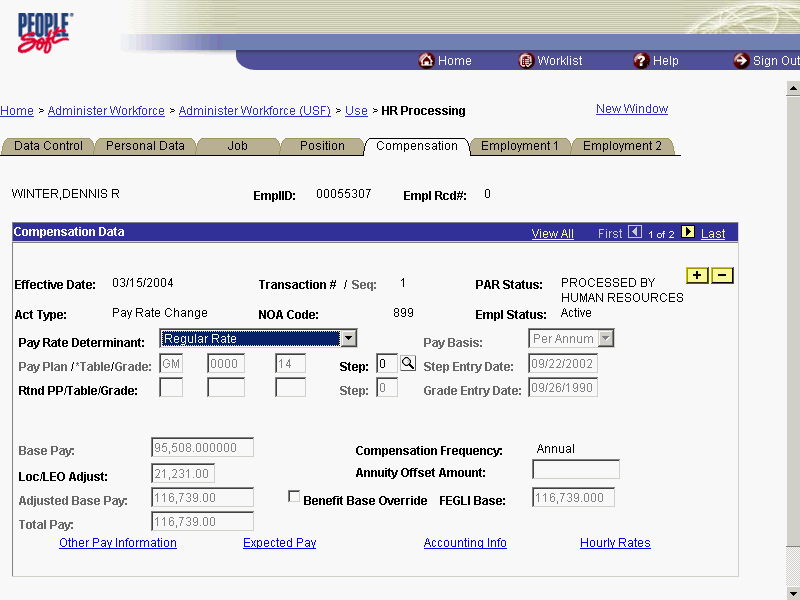 PEOPLE
Soft
Home Worklist Help Sign Out
Home > Administer Workforce > Administer Workforce (USF) > Use > HR Processing New Window
Data Control Personal Data Job Position Compensation Employment 1 Employment 2
WINTER,DENNIS R EmplID: 00055307 Empl Rcd#: 0
Compensation Data View All First 1 of 2 Last
Effective Date: 03/15/2004 Transaction # / Seq: 1 PAR Status: PROCESSED BY
HUMAN RESOURCES
Act Type: Pay Rate Change NOA Code: 899 Empl Status: Active
Pay Rate Determinant: Regular Rate Pay Basis: Per Annum
Pay Plan /*Table/Grade: GM 0000 14 Step: 0 Step Entry Date: 09/22/2002
Rtnd PP/Table/Grade: Step: 0 Grade Entry Date: 09/26/1990
Base Pay: 95,508.000000 Compensation Frequency: Annual
Loc/LEO Adjust: 21,231.00 Annuity Offset Amount:
Adjusted Base Pay: 116,739.00 Benefit Base Override FEGLI Base: 116,739.000
Total Pay: 116,739.00
Other Pay Information Expected Pay Accounting Info Hourly Rates